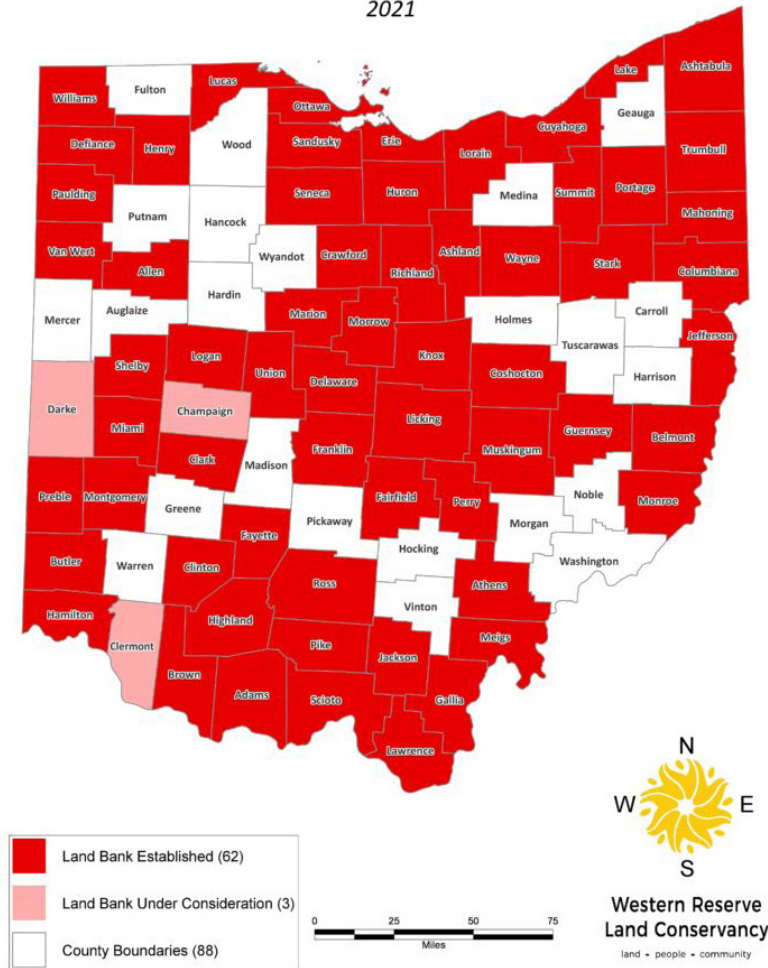 2021
Williams
Fulton
Lucas
Ottawa
Lake
Ashtabula
Geauga
Defiance
Henry
Wood
Sandusky
Erie
Lorain
Cuyahoga
Trumbull
Paulding
Putnam
Hancock
Seneca
Huron
Medina
Summit
Portage
Mahoning
Van Wert
Allen
Wyandot
Crawford
Richland
Ashland
Wayne
Stark
Columbiana
Mercer
Auglaize
Hardin
Marion
Morrow
Holmes
Tuscarawas
Carroll
Jefferson
Shelby
Logan
Union
Delaware
Knox
Coshocton
Harrison
Darke
Champaign
Miami
Clark
Madison
Franklin
Licking
Muskingum
Guernsey
Belmont
Preble
Montgomery
Greene
Fayette
Pickaway
Fairfield
Perry
Morgan
Noble
Monroe
Butler
Warren
Clinton
Ross
Hocking
Athens
Washington
Hamilton
Clermont
Highland
Vinton
Pike
Jackson
Meigs
Brown
Adams
Scioto
Gallia
Lawrence
N
W E
S
Land Bank Established (62)
Land Bank Under Consideration (3)
County Boundaries (88)
0 25 50 75
Miles
Western Reserve
Land Conservancy
land • people • community